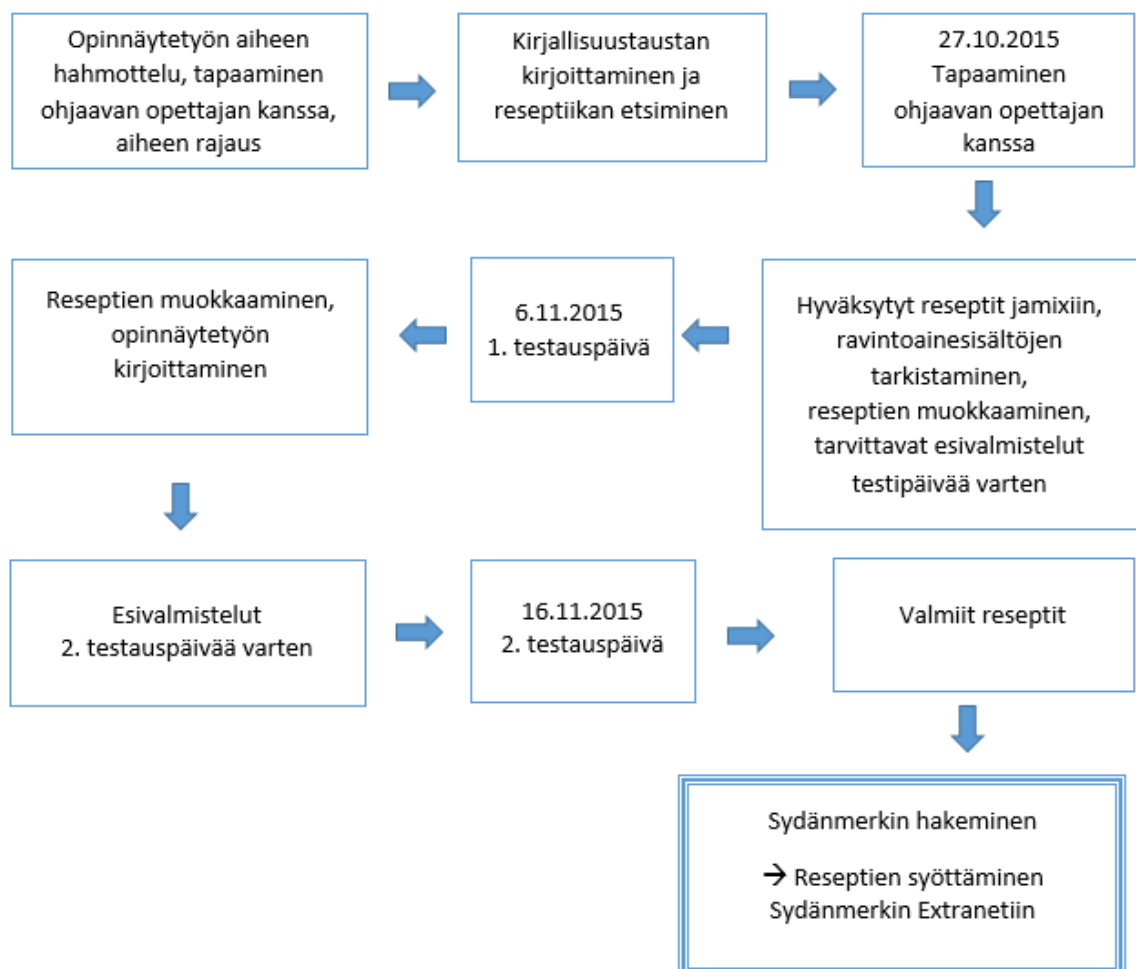 Opinnäytetyön aiheen
hahmottelu, tapaaminen
ohjaavan opettajan kanssa,
aiheen rajaus
Kirjallisuustaustan
kirjoittaminen ja
reseptiikan etsiminen
27.10.2015
Tapaaminen
ohjaavan opettajan
kanssa
Hyväksytyt reseptit jamixiin,
ravintoainesisältöjen
tarkistaminen,
reseptien muokkaaminen,
tarvittavat esivalmistelut
testipäivää varten
6.11.2015
1. testauspäivä
Reseptien muokkaaminen,
opinnäytetyön
kirjoittaminen
Esivalmistelut
2. testauspäivää varten
16.11.2015
2. testauspäivä
Valmiit reseptit
Sydänmerkin hakeminen
→ Reseptien syöttäminen
Sydänmerkin Extranetiin